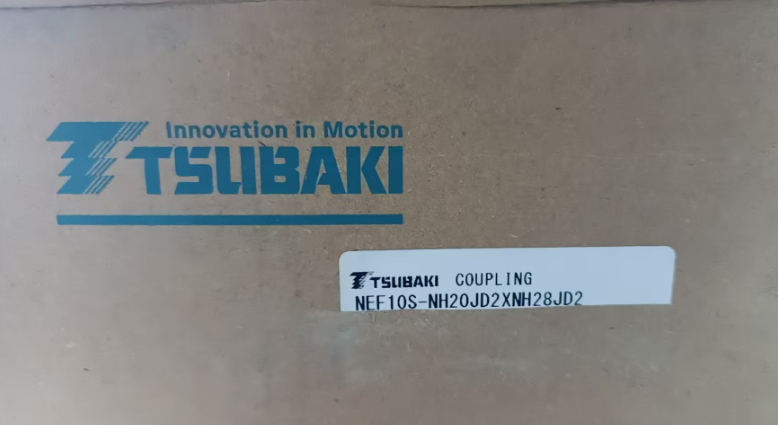 Innovation in Motion
TSUBAKI
TSUBAKI COUPLING
NEF10S-NH20JD2XNH28JD2